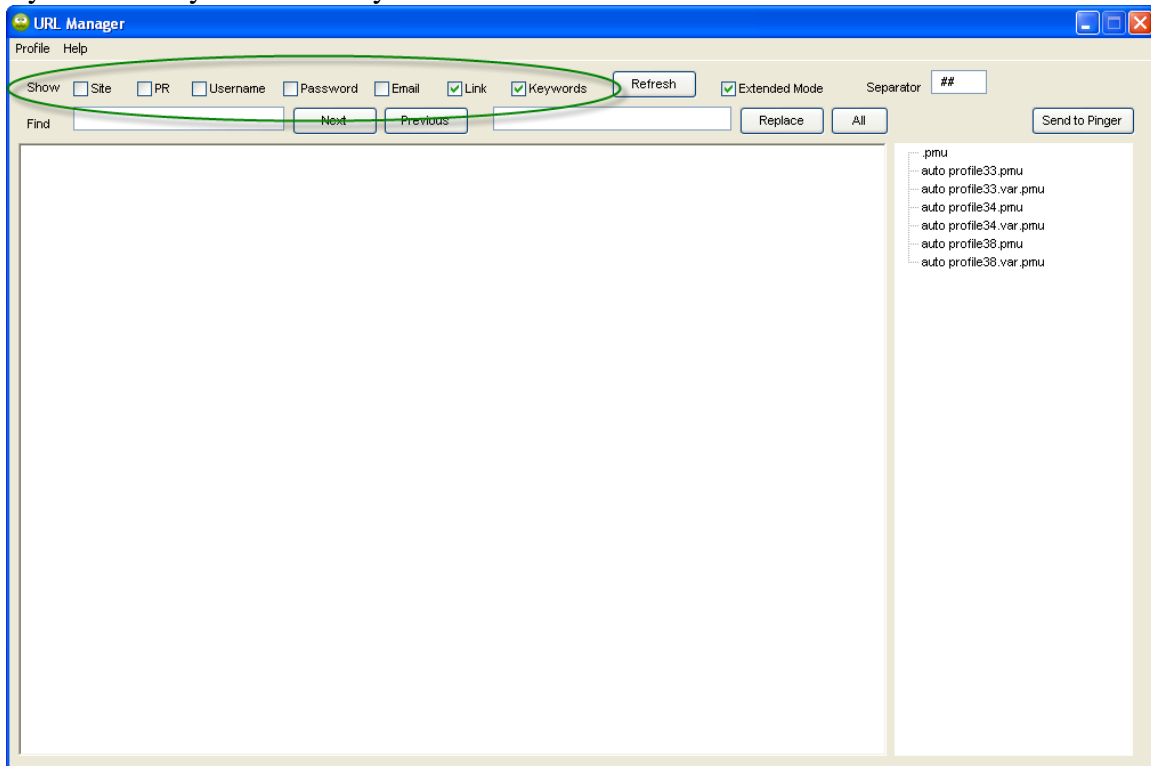 URL Manager
Profile Help
Show Site PR Username Password Email Link Keywords Refresh Extended Mode Separator ##
Find Next Previous Replace All Send to Pinger
.pmu
auto profile33.pmu
auto profile33.var.pmu
auto profile34.pmu
auto profile34.var.pmu
auto profile38.pmu
auto profile38.var.pmu